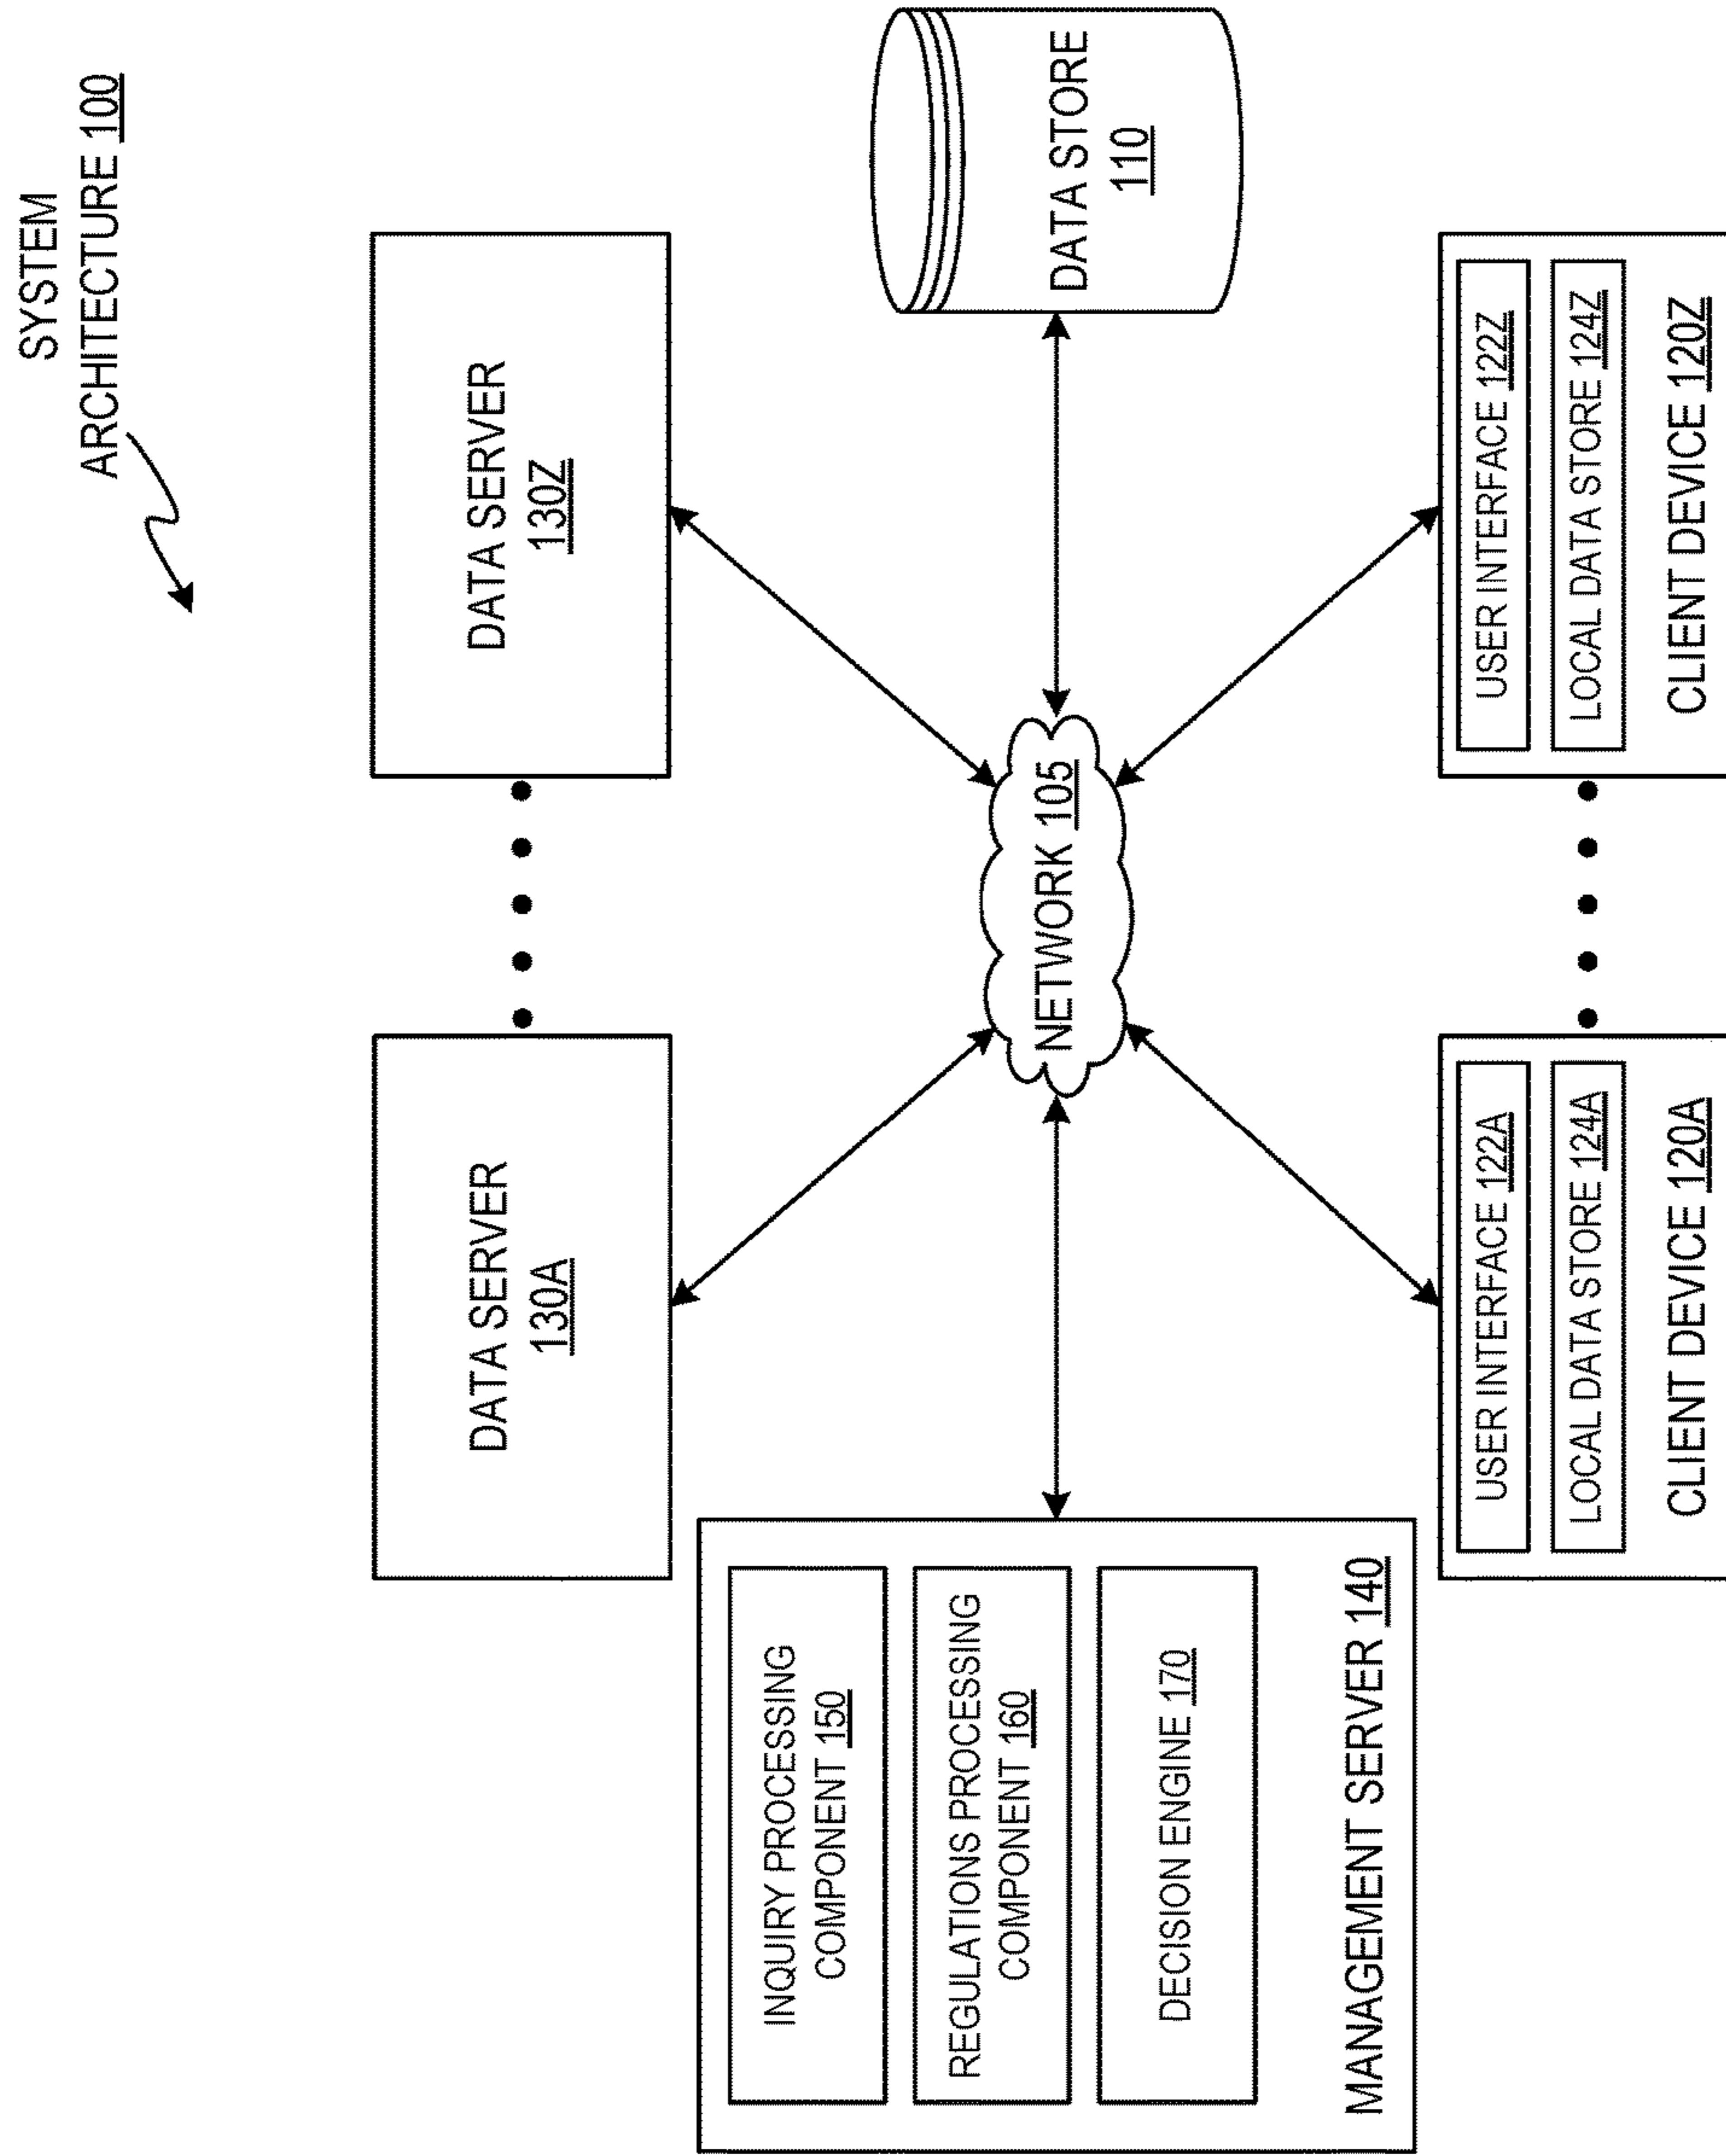 SYSTEM
ARCHITECTURE 100
DATA SERVER
130A
DATA SERVER
130Z
INQUIRY PROCESSING
COMPONENT 150
REGULATIONS PROCESSING
COMPONENT 160
DECISION ENGINE 170
MANAGEMENT SERVER 140
NETWORK 105
DATA STORE
110
USER INTERFACE 122A
LOCAL DATA STORE 124A
CLIENT DEVICE 120A
USER INTERFACE 122Z
LOCAL DATA STORE 124Z
CLIENT DEVICE 120Z